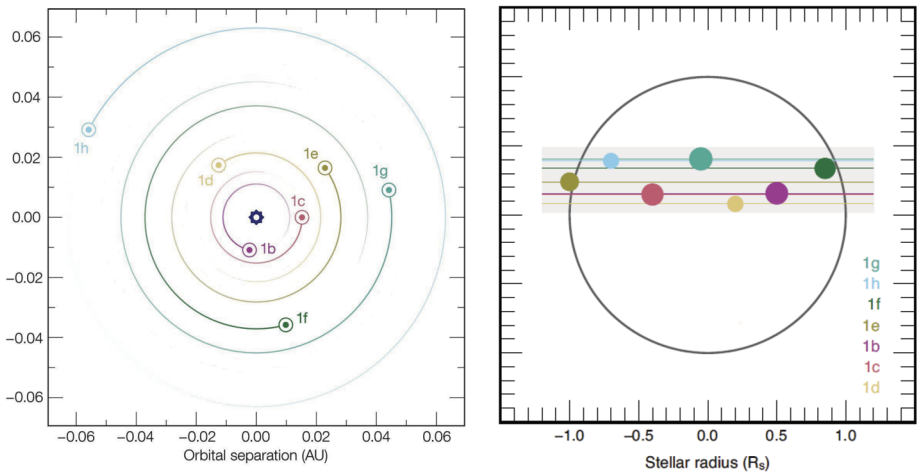 0.06
0.04
0.02
0.00
−0.02
−0.04
−0.06
1h
1d
1e
1g
1c
1b
1f
−0.06 −0.04 −0.02 0.00 0.02 0.04 0.06
Orbital separation (AU)
1g
1h
1f
1e
1b
1c
1d
−1.0 −0.5 0.0 0.5 1.0
Stellar radius (Rs)